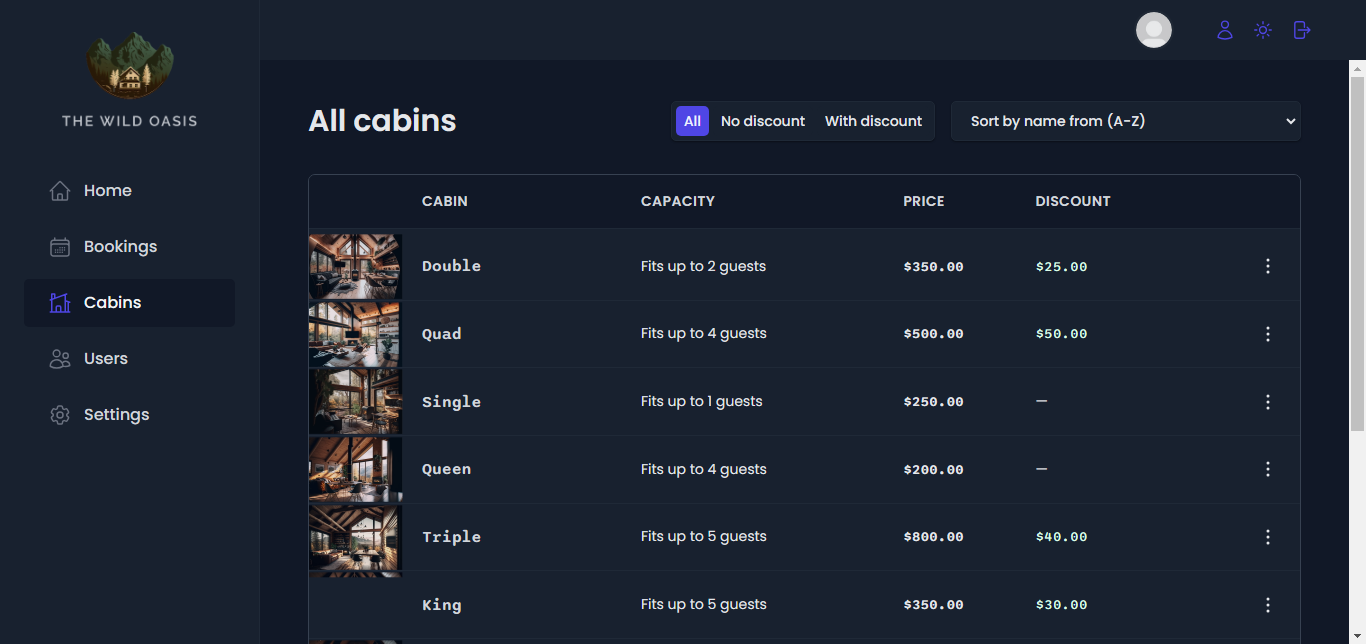 THE WILD OASIS
Home
Bookings
Cabins
Users
Settings
All cabins
All No discount With discount Sort by name from (A-Z)
CABIN CAPACITY PRICE DISCOUNT
Double Fits up to 2 guests $350.00 $25.00
Quad Fits up to 4 guests $500.00 $50.00
Single Fits up to 1 guests $250.00 —
Queen Fits up to 4 guests $200.00 —
Triple Fits up to 5 guests $800.00 $40.00
King Fits up to 5 guests $350.00 $30.00